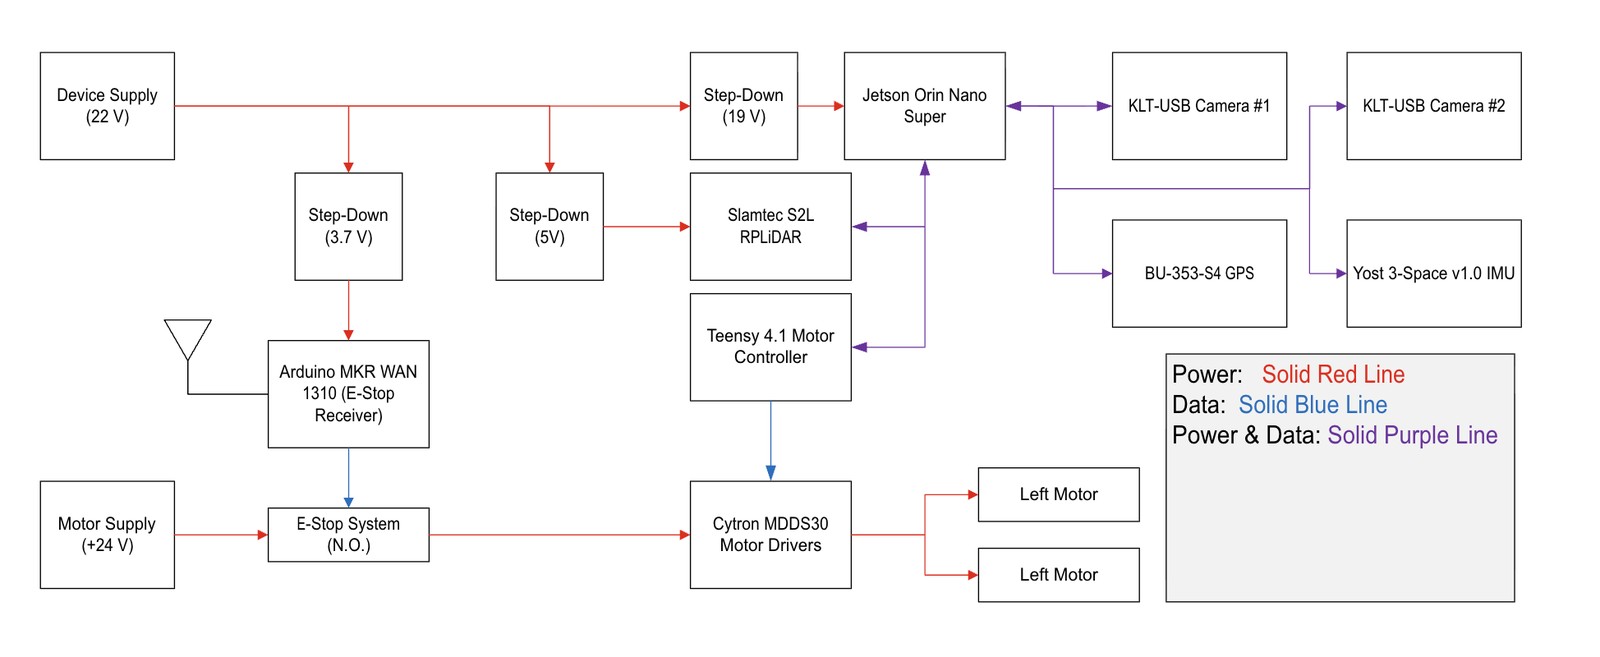 Device Supply
(22 V)
Step-Down
(19 V)
Jetson Orin Nano
Super
KLT-USB Camera #1
KLT-USB Camera #2
Step-Down
(3.7 V)
Step-Down
(5V)
Slamtec S2L
RPLiDAR
BU-353-S4 GPS
Yost 3-Space v1.0 IMU
Teensy 4.1 Motor
Controller
Arduino MKR WAN
1310 (E-Stop
Receiver)
Power: Solid Red Line
Data: Solid Blue Line
Power & Data: Solid Purple Line
Motor Supply
(+24 V)
E-Stop System
(N.O.)
Cytron MDDS30
Motor Drivers
Left Motor
Left Motor